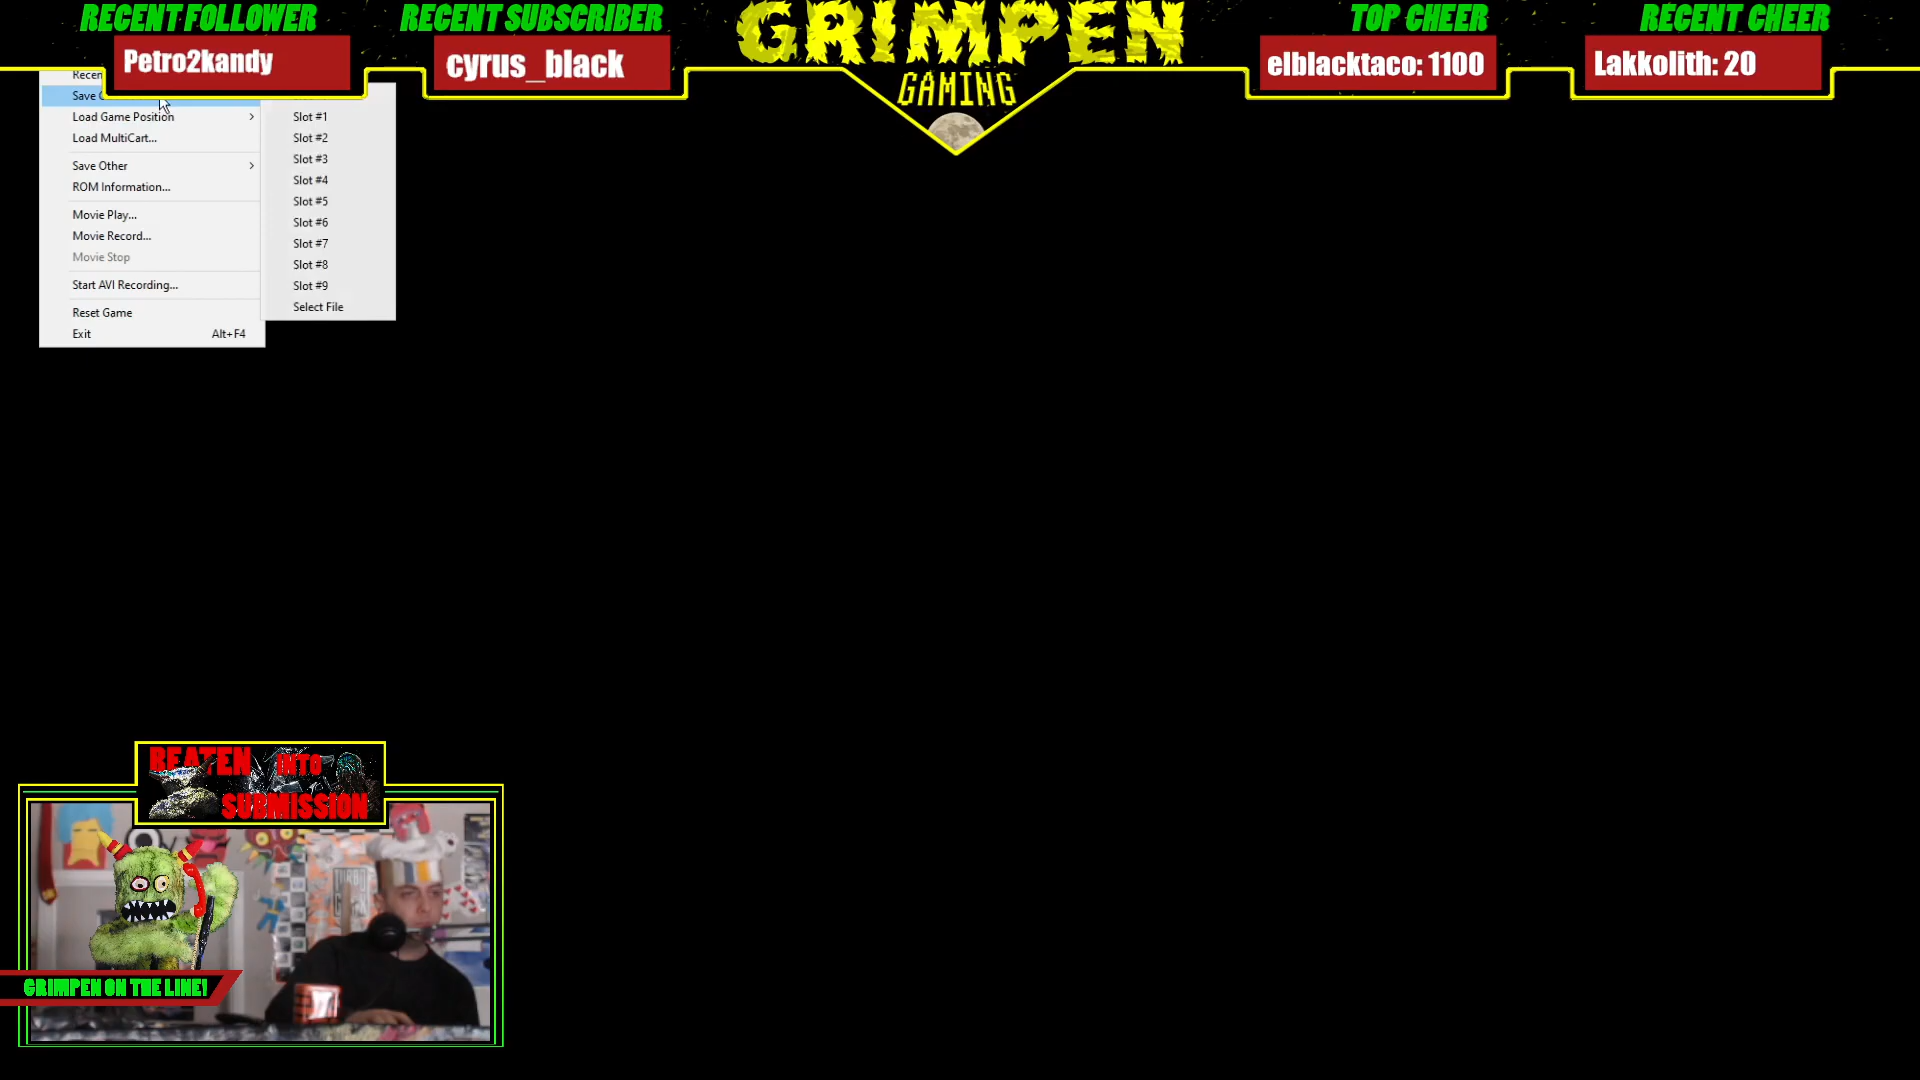 RECENT FOLLOWER
Petro2kandy
RECENT SUBSCRIBER
cyrus_black
GRIMPEN
GAMING
TOP CHEER
elblacktaco: 1100
RECENT CHEER
Lakkolith: 20
Recen
Save
Load Game Position
Load MultiCart...
Save Other
ROM Information...
Movie Play...
Movie Record...
Movie Stop
Start AVI Recording...
Reset Game
Exit Alt+F4
Slot #1
Slot #2
Slot #3
Slot #4
Slot #5
Slot #6
Slot #7
Slot #8
Slot #9
Select File
BEATEN INTO
SUBMISSION
GRIMPEN ON THE LINE!